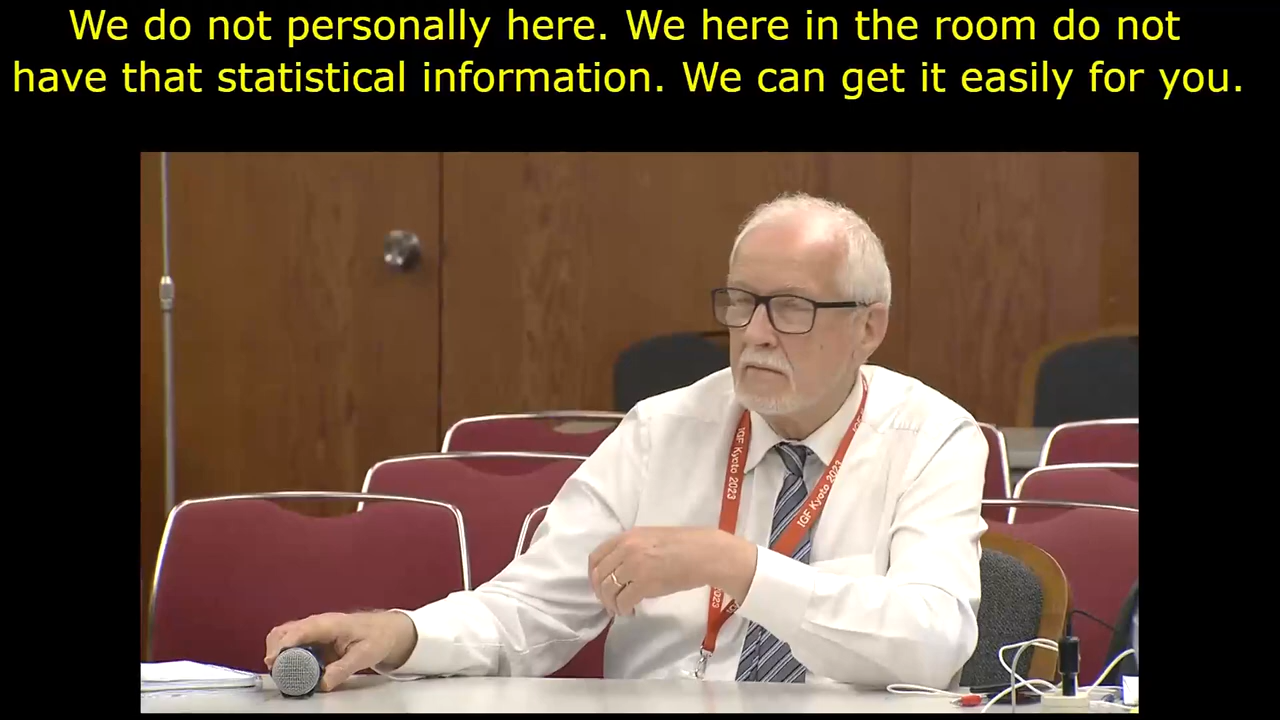 We do not personally here. We here in the room do not
have that statistical information. We can get it easily for you.
IGF Kyoto 2023
IGF Kyoto 2023
2023